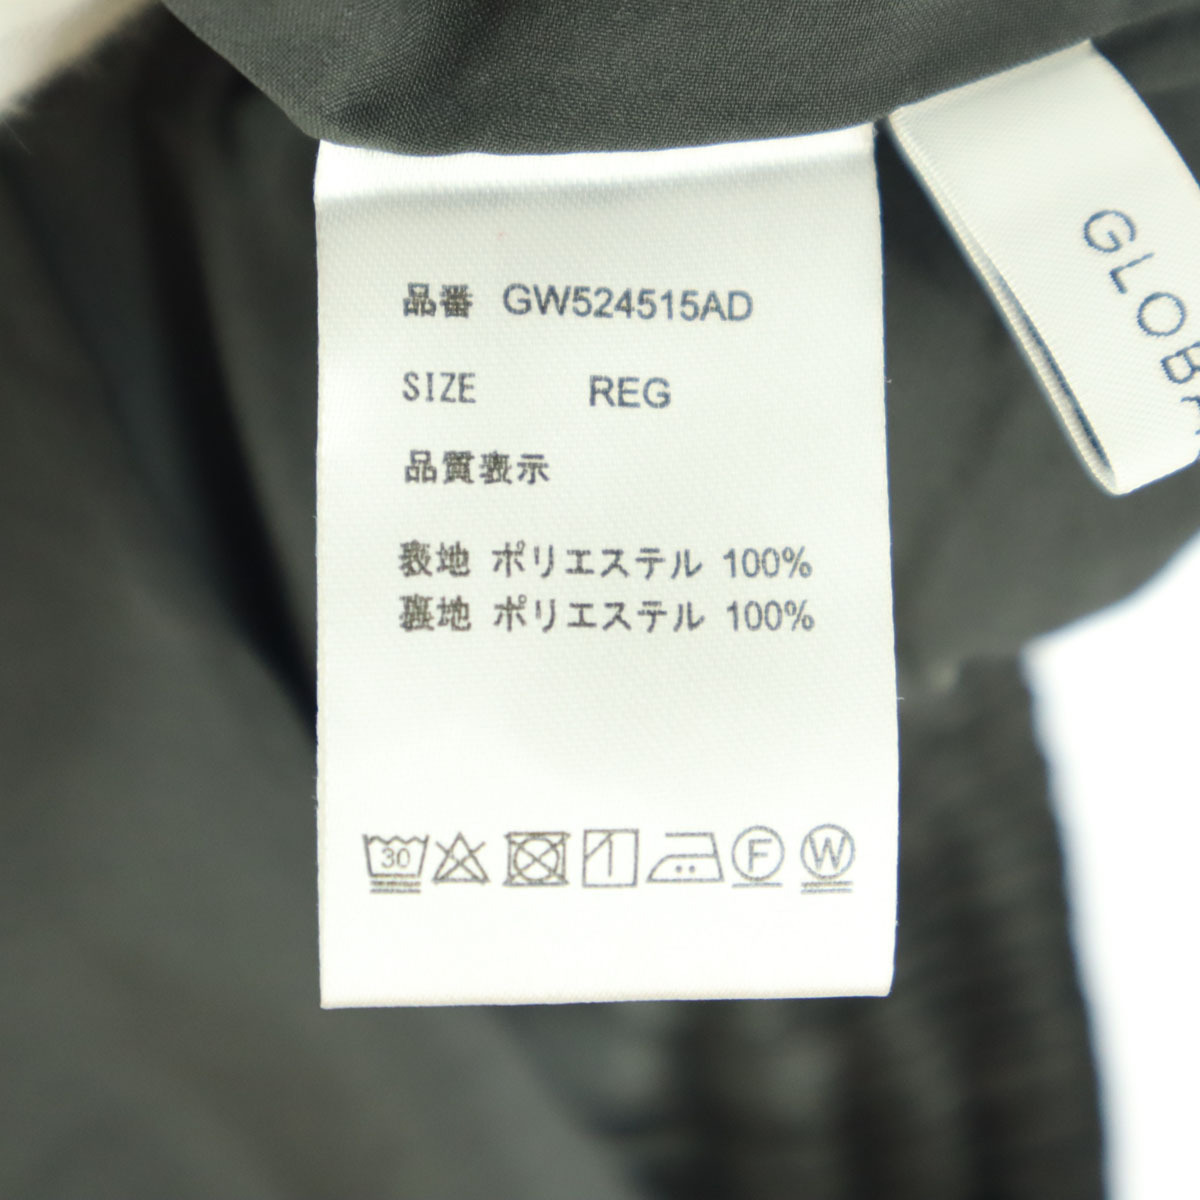 品番 GW524515AD
SIZE REG
品質表示
表地 ポリエステル 100%
裏地 ポリエステル 100%
30 F W
GLOBA